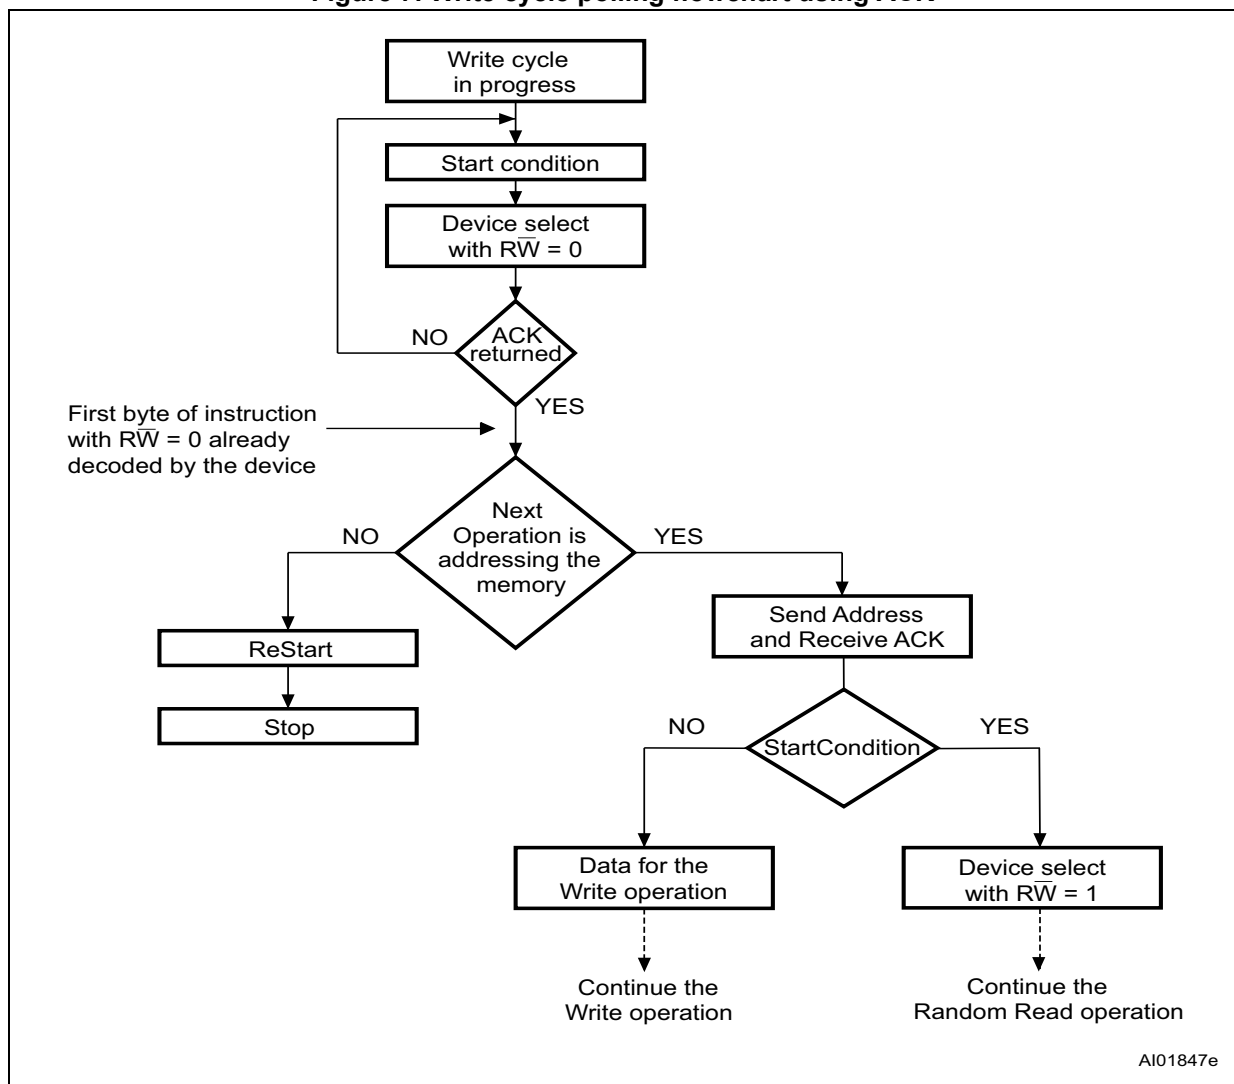 Write cycle
in progress
Start condition
Device select
with RW̅ = 0
ACK
returned
NO
YES
First byte of instruction
with RW̅ = 0 already
decoded by the device
Next
Operation is
addressing the
memory
NO
YES
ReStart
Stop
Send Address
and Receive ACK
StartCondition
NO
YES
Data for the
Write operation
Device select
with RW̅ = 1
Continue the
Write operation
Continue the
Random Read operation
AI01847e